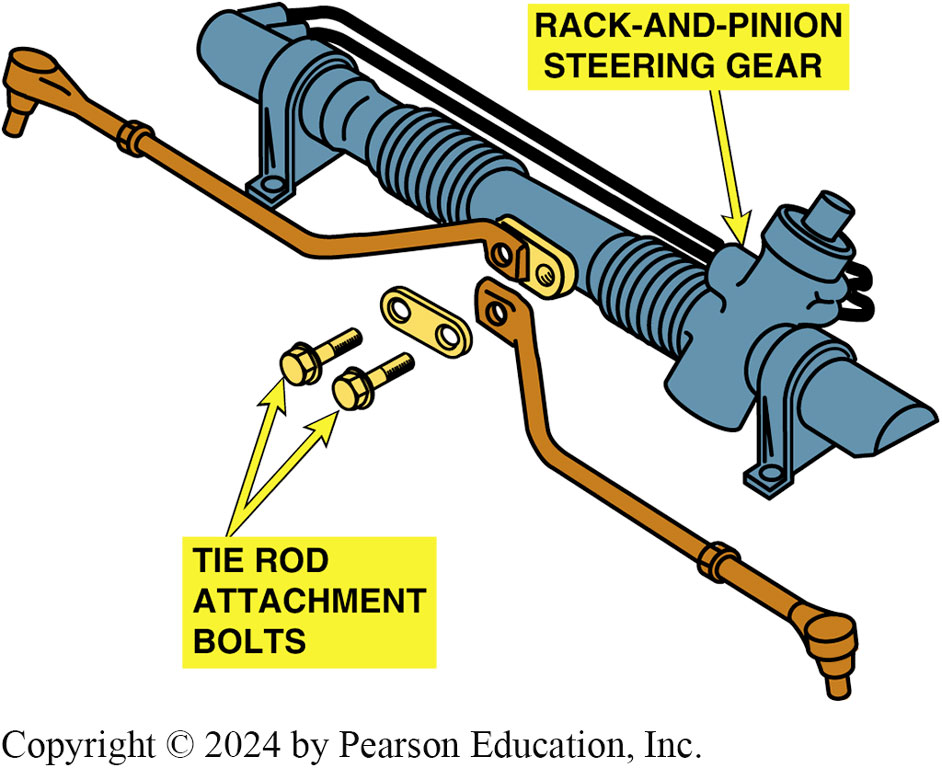 RACK-AND-PINION
STEERING GEAR
TIE ROD
ATTACHMENT
BOLTS
Copyright © 2024 by Pearson Education, Inc.